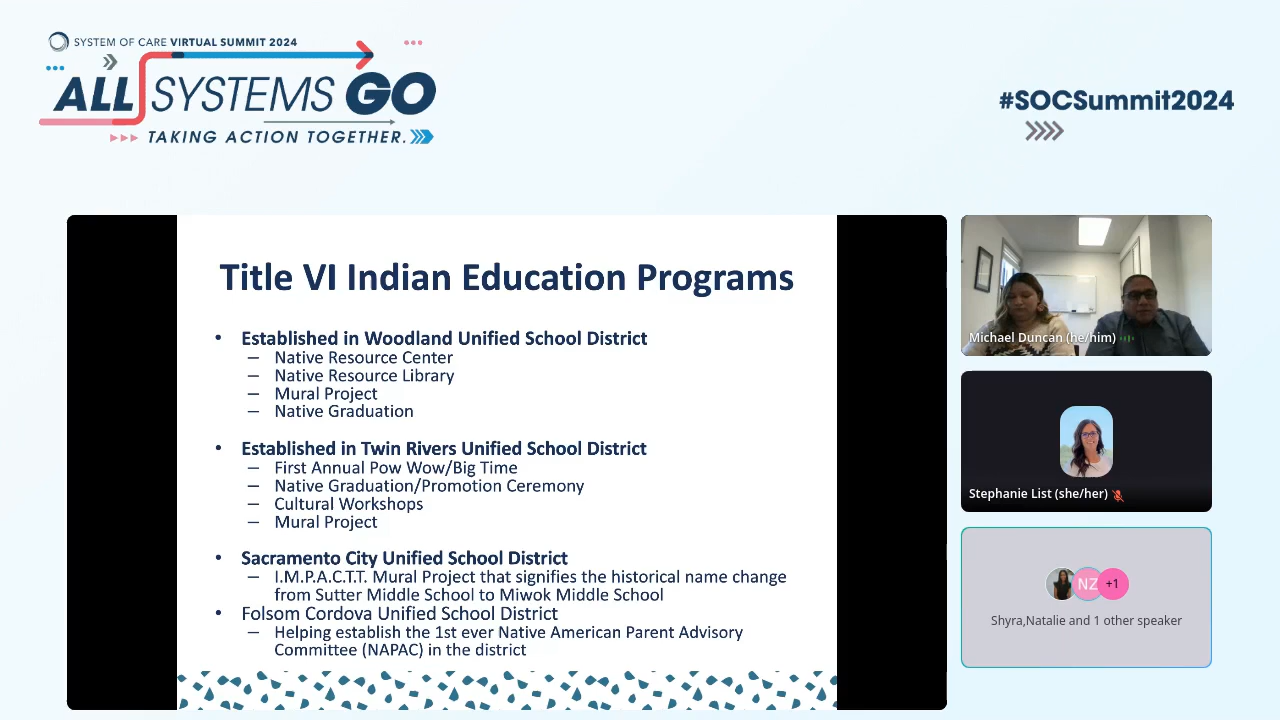 SYSTEM OF CARE VIRTUAL SUMMIT 2024
ALL SYSTEMS GO
TAKING ACTION TOGETHER.
#SOCSummit2024
Title VI Indian Education Programs
• Established in Woodland Unified School District
– Native Resource Center
– Native Resource Library
– Mural Project
– Native Graduation
• Established in Twin Rivers Unified School District
– First Annual Pow Wow/Big Time
– Native Graduation/Promotion Ceremony
– Cultural Workshops
– Mural Project
• Sacramento City Unified School District
– I.M.P.A.C.T.T. Mural Project that signifies the historical name change
from Sutter Middle School to Miwok Middle School
• Folsom Cordova Unified School District
– Helping establish the 1st ever Native American Parent Advisory
Committee (NAPAC) in the district
Michael Duncan (he/him)
Stephanie List (she/her)
NZ
+1
Shyra,Natalie and 1 other speaker